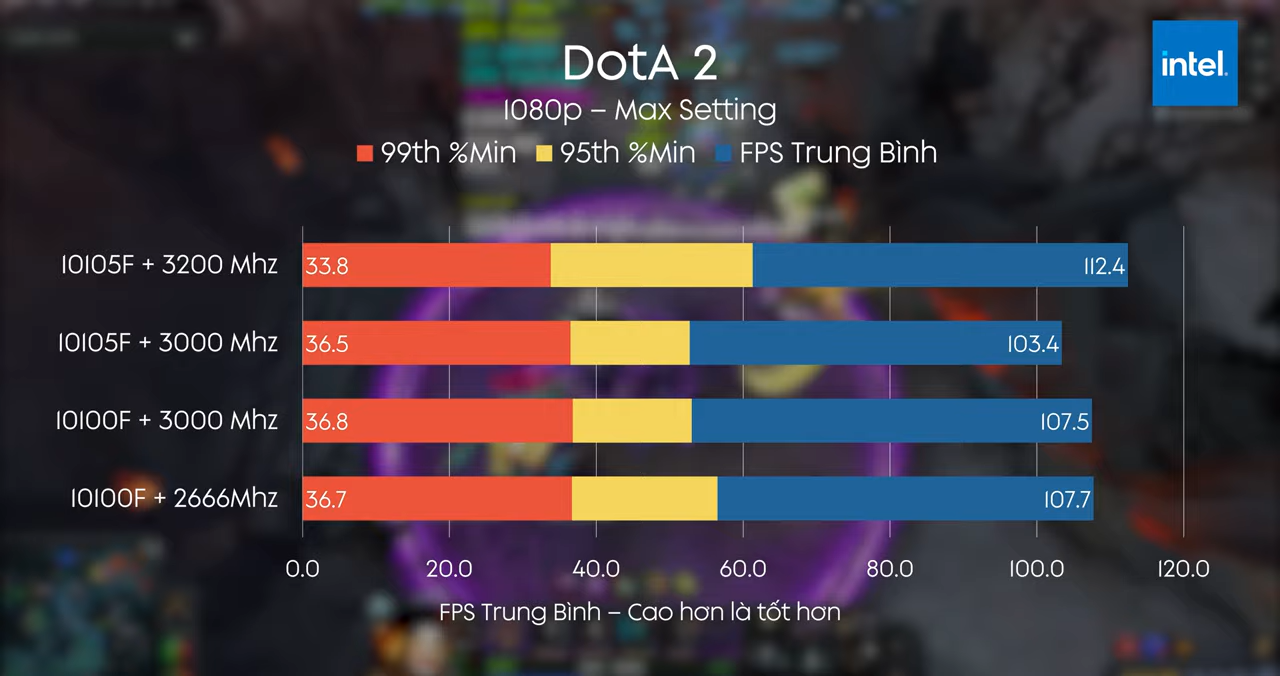 DotA 2
intel.
1080p – Max Setting
99th %Min 95th %Min FPS Trung Bình
10105F + 3200 Mhz 33.8 112.4
10105F + 3000 Mhz 36.5 103.4
10100F + 3000 Mhz 36.8 107.5
10100F + 2666Mhz 36.7 107.7
0.0 20.0 40.0 60.0 80.0 100.0 120.0
FPS Trung Bình – Cao hơn là tốt hơn